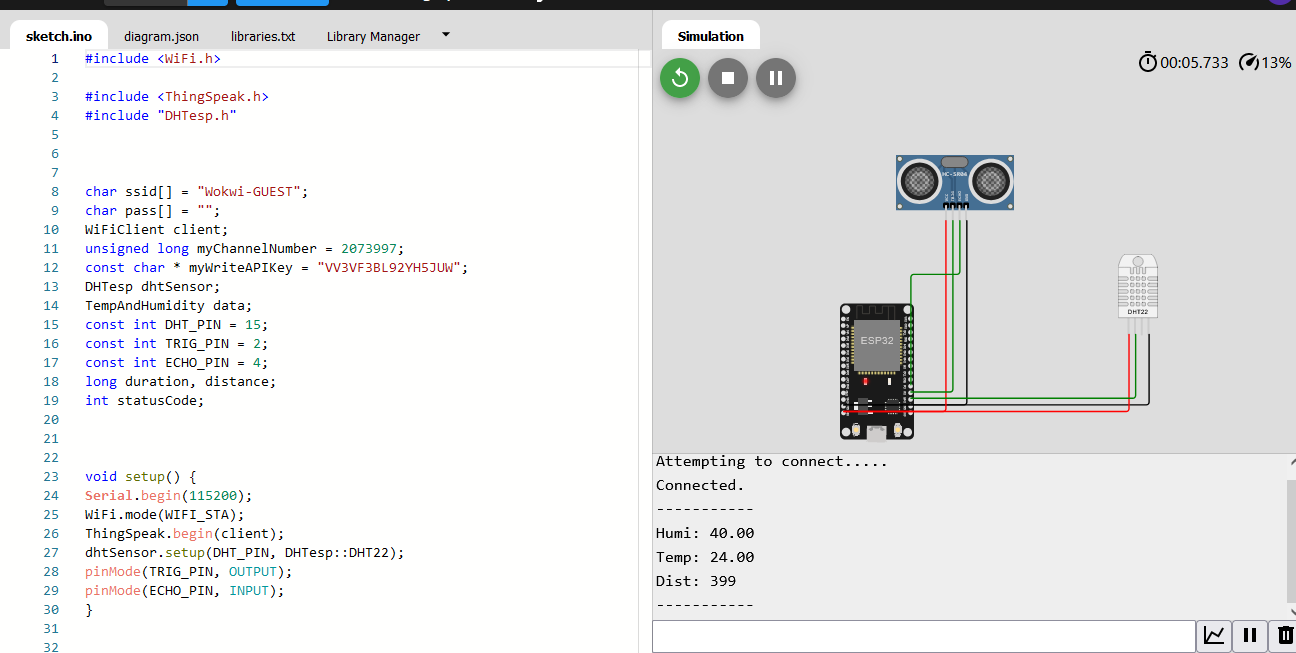 sketch.ino diagram.json libraries.txt Library Manager
1 #include <WiFi.h>
2
3 #include <ThingSpeak.h>
4 #include "DHTesp.h"
5
6
7
8 char ssid[] = "Wokwi-GUEST";
9 char pass[] = "";
10 WiFiClient client;
11 unsigned long myChannelNumber = 2073997;
12 const char * myWriteAPIKey = "VV3VF3BL92YH5JUW";
13 DHTesp dhtSensor;
14 TempAndHumidity data;
15 const int DHT_PIN = 15;
16 const int TRIG_PIN = 2;
17 const int ECHO_PIN = 4;
18 long duration, distance;
19 int statusCode;
20
21
22
23 void setup() {
24 Serial.begin(115200);
25 WiFi.mode(WIFI_STA);
26 ThingSpeak.begin(client);
27 dhtSensor.setup(DHT_PIN, DHTesp::DHT22);
28 pinMode(TRIG_PIN, OUTPUT);
29 pinMode(ECHO_PIN, INPUT);
30 }
31
32
Simulation
00:05.733 13%
HC-SR04
DHT22
ESP32
Attempting to connect.....
Connected.
-----------
Humi: 40.00
Temp: 24.00
Dist: 399
-----------